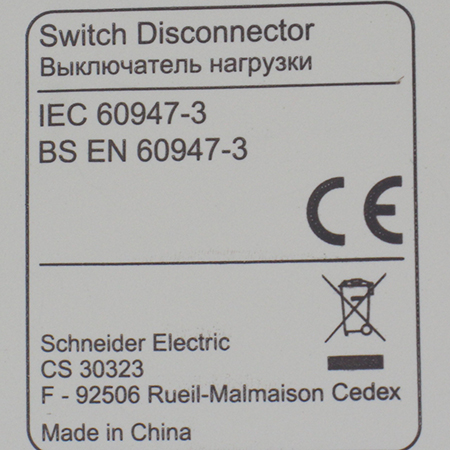 Switch Disconnector
Выключатель нагрузки
IEC 60947-3
BS EN 60947-3
CE
Schneider Electric
CS 30323
F - 92506 Rueil-Malmaison Cedex
Made in China